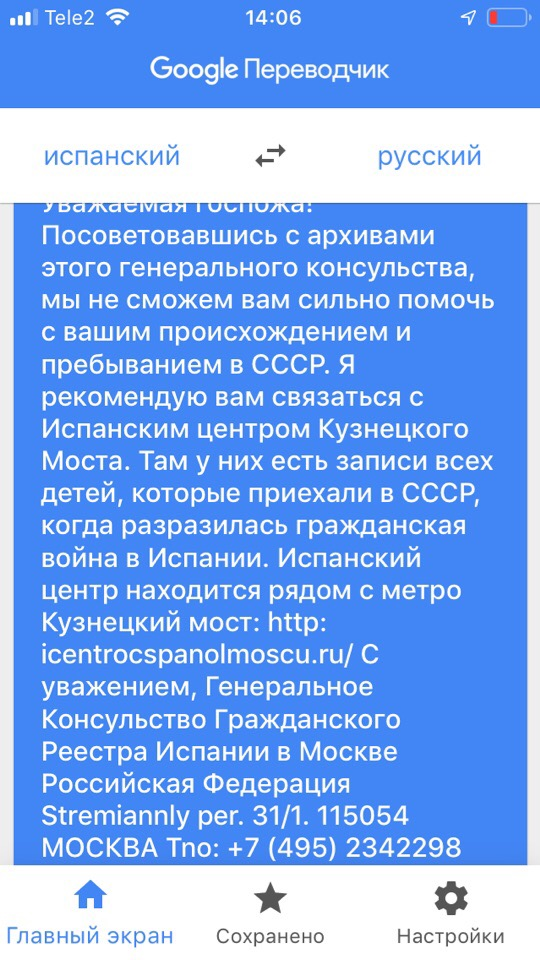 Tele2 14:06
Google Переводчик
испанский русский
Уважаемая госпожа!
Посоветовавшись с архивами
этого генерального консульства,
мы не сможем вам сильно помочь
с вашим происхождением и
пребыванием в СССР. Я
рекомендую вам связаться с
Испанским центром Кузнецкого
Моста. Там у них есть записи всех
детей, которые приехали в СССР,
когда разразилась гражданская
война в Испании. Испанский
центр находится рядом с метро
Кузнецкий мост: http:
icentrocspanolmoscu.ru/ С
уважением, Генеральное
Консульство Гражданского
Реестра Испании в Москве
Российская Федерация
Stremiannly per. 31/1. 115054
МОСКВА Tno: +7 (495) 2342298
Главный экран Сохранено Настройки